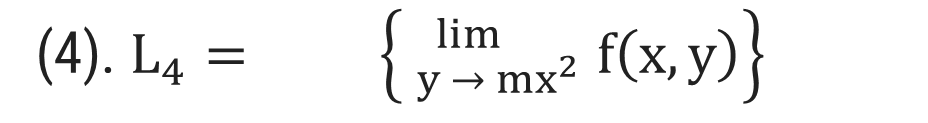 (4). L₄ = { lim y → mx² f(x, y)}